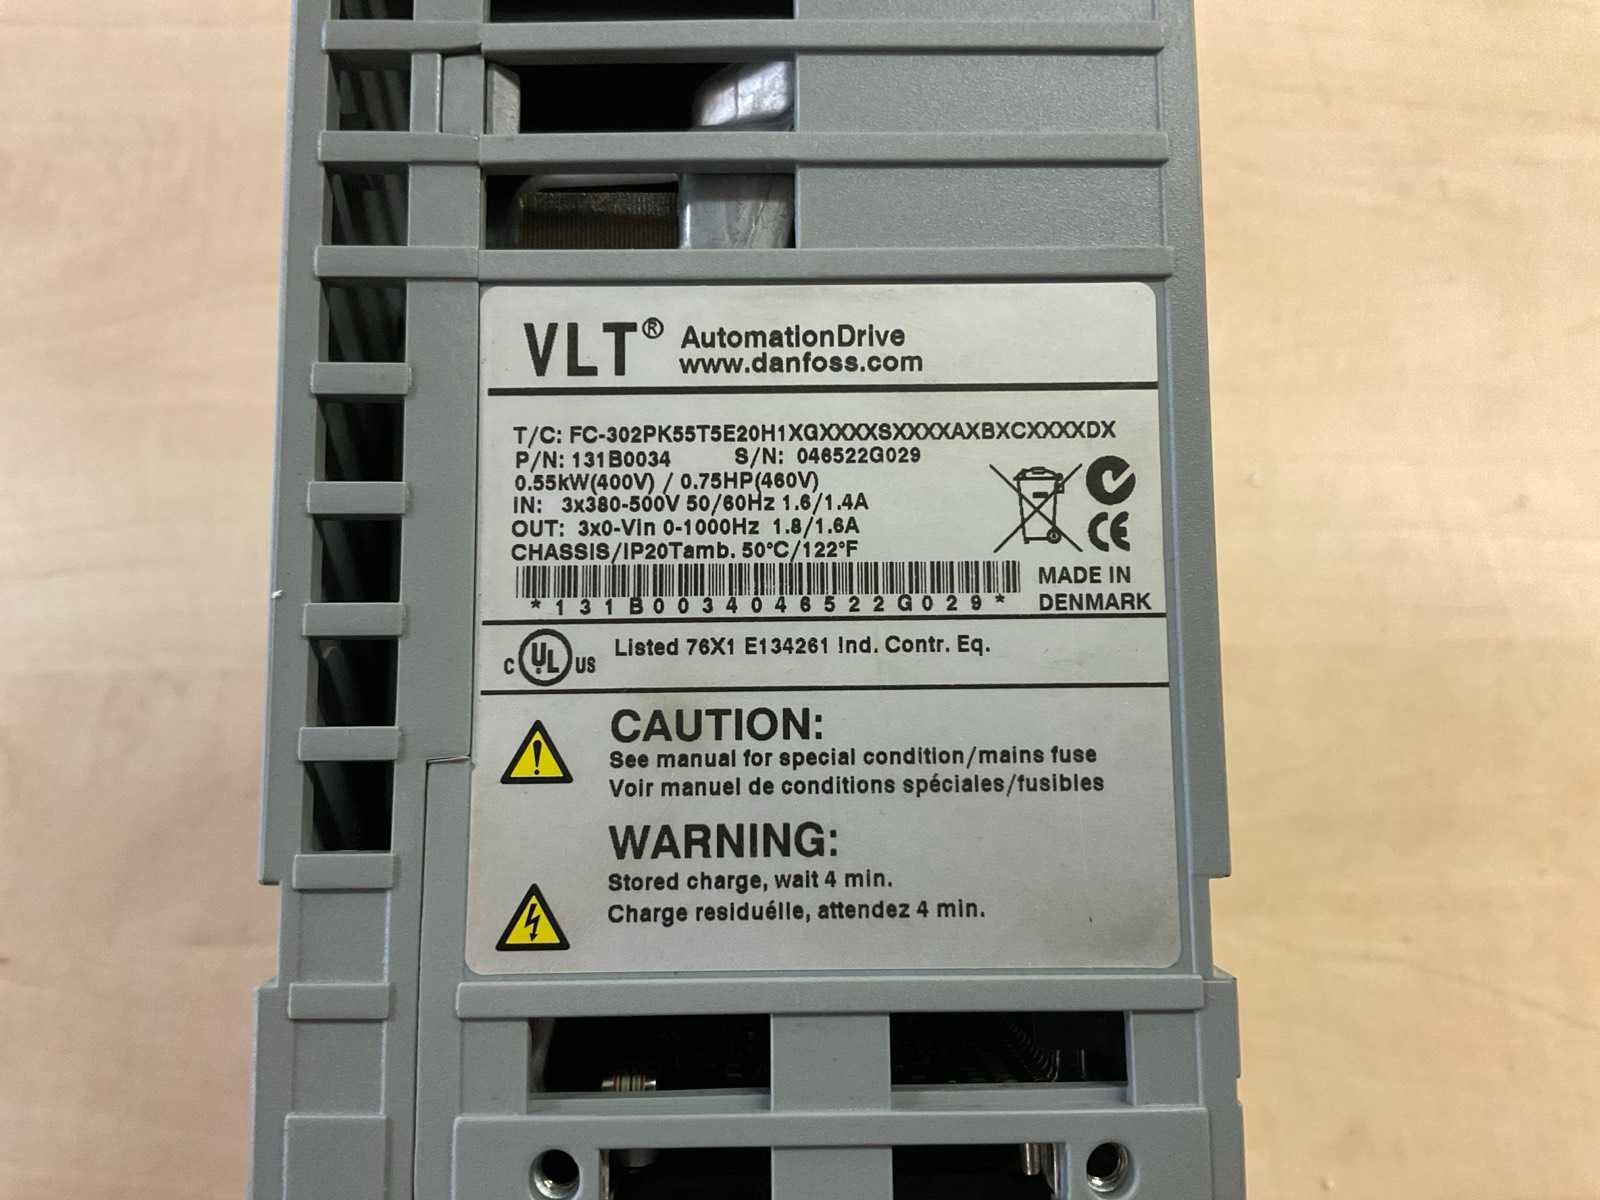 VLT® AutomationDrive
www.danfoss.com
T/C: FC-302PK55T5E20H1XGXXXXSXXXXAXBXCXXXXDX
P/N: 131B0034 S/N: 046522G029
0.55kW(400V) / 0.75HP(460V)
IN: 3x380-500V 50/60Hz 1.6/1.4A
OUT: 3x0-Vin 0-1000Hz 1.8/1.6A
CHASSIS/IP20Tamb. 50°C/122°F
*131B0034046522G029*
MADE IN
DENMARK
CE
C UL US Listed 76X1 E134261 Ind. Contr. Eq.
CAUTION:
See manual for special condition/mains fuse
Voir manuel de conditions spéciales/fusibles
WARNING:
Stored charge, wait 4 min.
Charge residuélle, attendez 4 min.